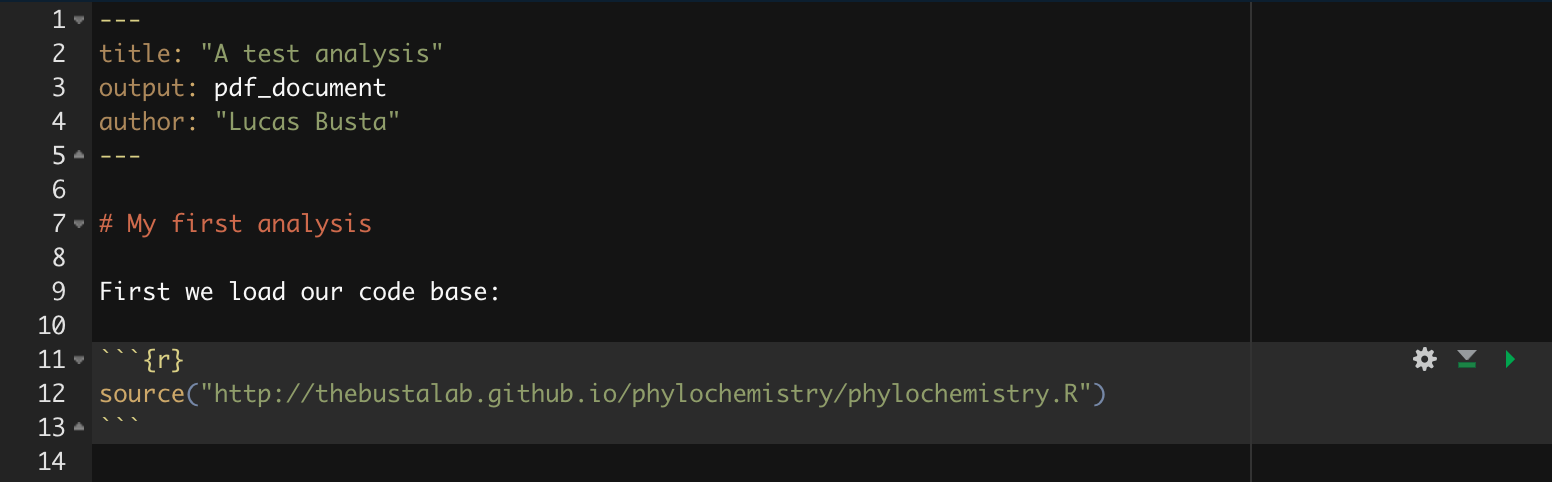 1 ---
2 title: "A test analysis"
3 output: pdf_document
4 author: "Lucas Busta"
5 ---
6
7 # My first analysis
8
9 First we load our code base:
10
11 ```{r}
12 source("http://thebustalab.github.io/phylochemistry/phylochemistry.R")
13 ```
14